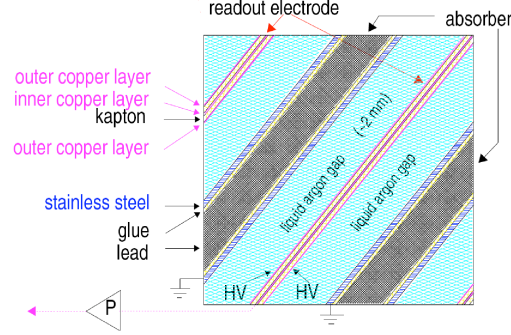 readout electrode
absorber
outer copper layer
inner copper layer
kapton
outer copper layer
(~2 mm)
liquid argon gap
liquid argon gap
stainless steel
glue
lead
HV
HV
P